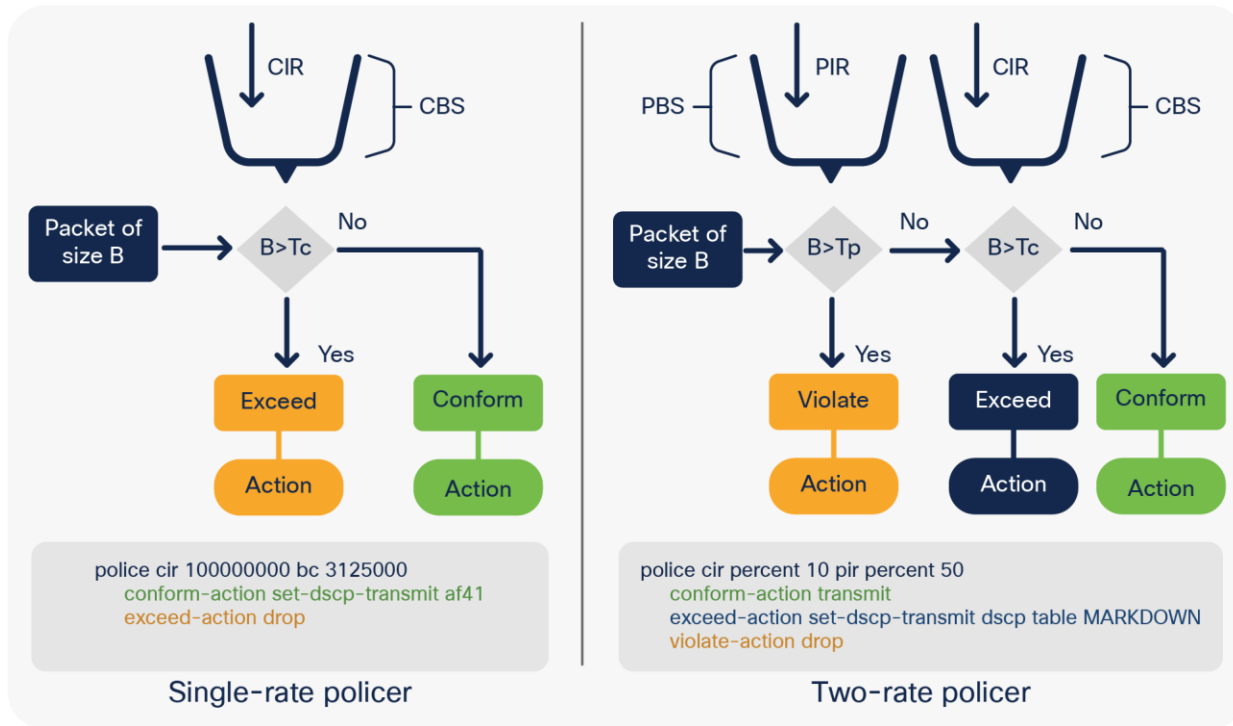 CIR
CBS
Packet of
size B
B>Tc
No
Yes
Exceed
Conform
Action
Action
police cir 100000000 bc 3125000
conform-action set-dscp-transmit af41
exceed-action drop
Single-rate policer
PBS
PIR
CIR
CBS
Packet of
size B
B>Tp
No
B>Tc
No
Yes
Yes
Violate
Exceed
Conform
Action
Action
Action
police cir percent 10 pir percent 50
conform-action transmit
exceed-action set-dscp-transmit dscp table MARKDOWN
violate-action drop
Two-rate policer